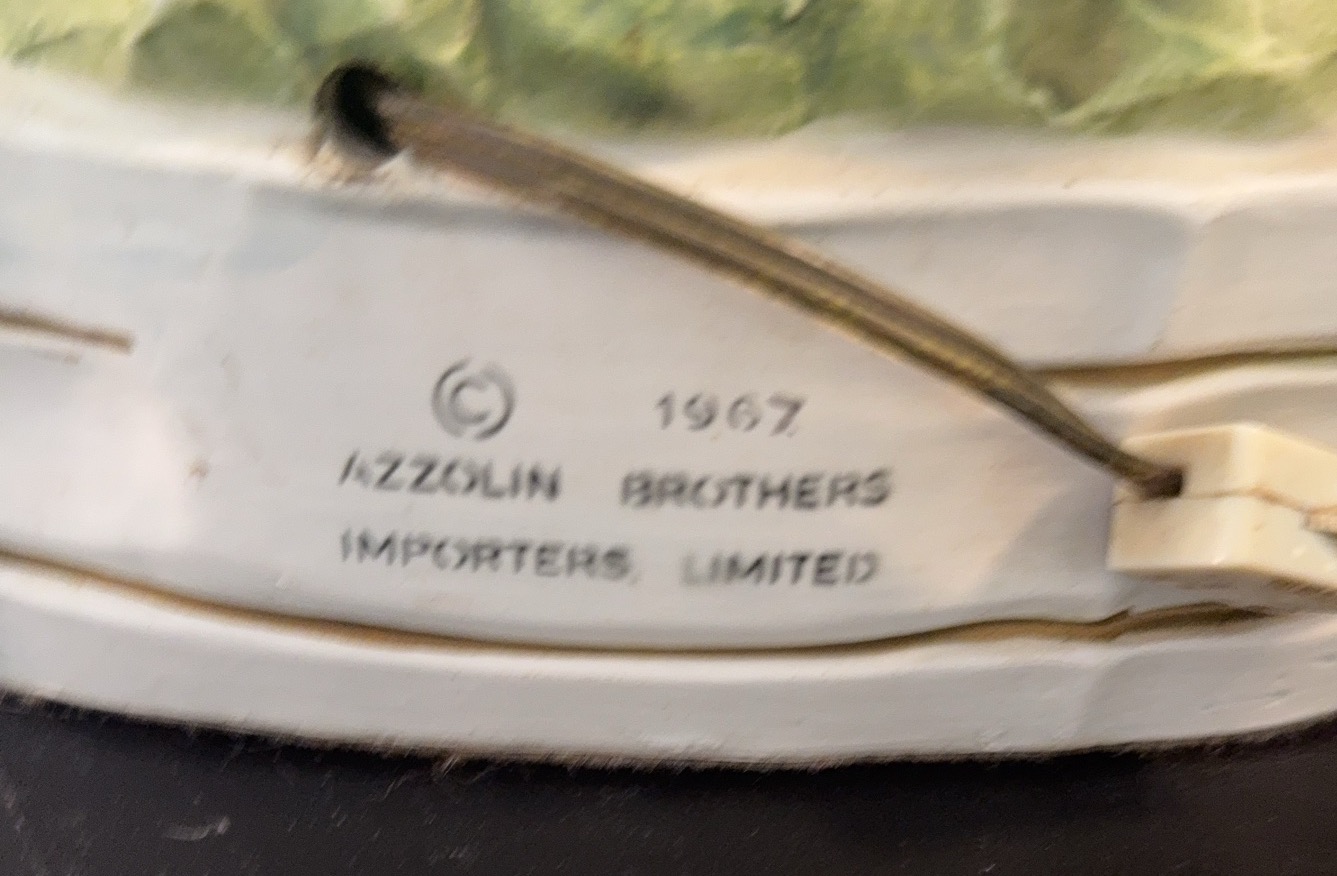 © 1967
AZZOLIN BROTHERS
IMPORTERS, LIMITED